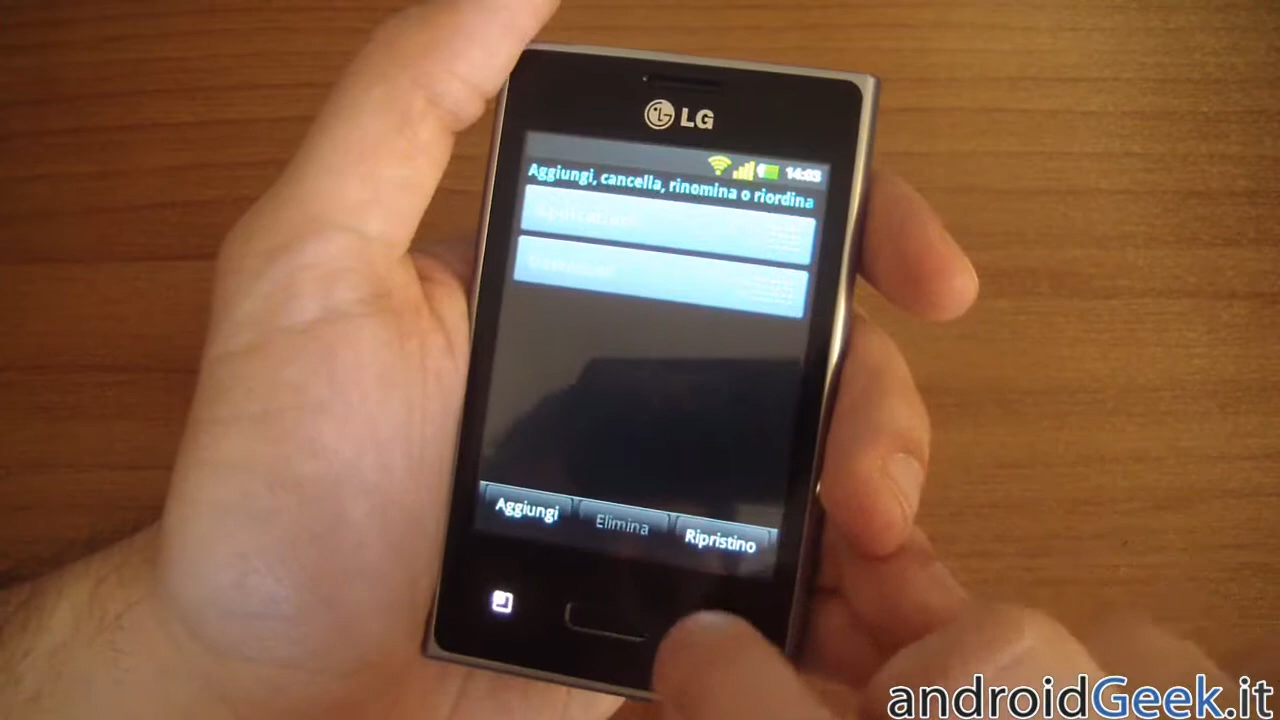 LG
14:03
Aggiungi, cancella, rinomina o riordina
Aggiungi
Elimina
Ripristino
androidGeek.it